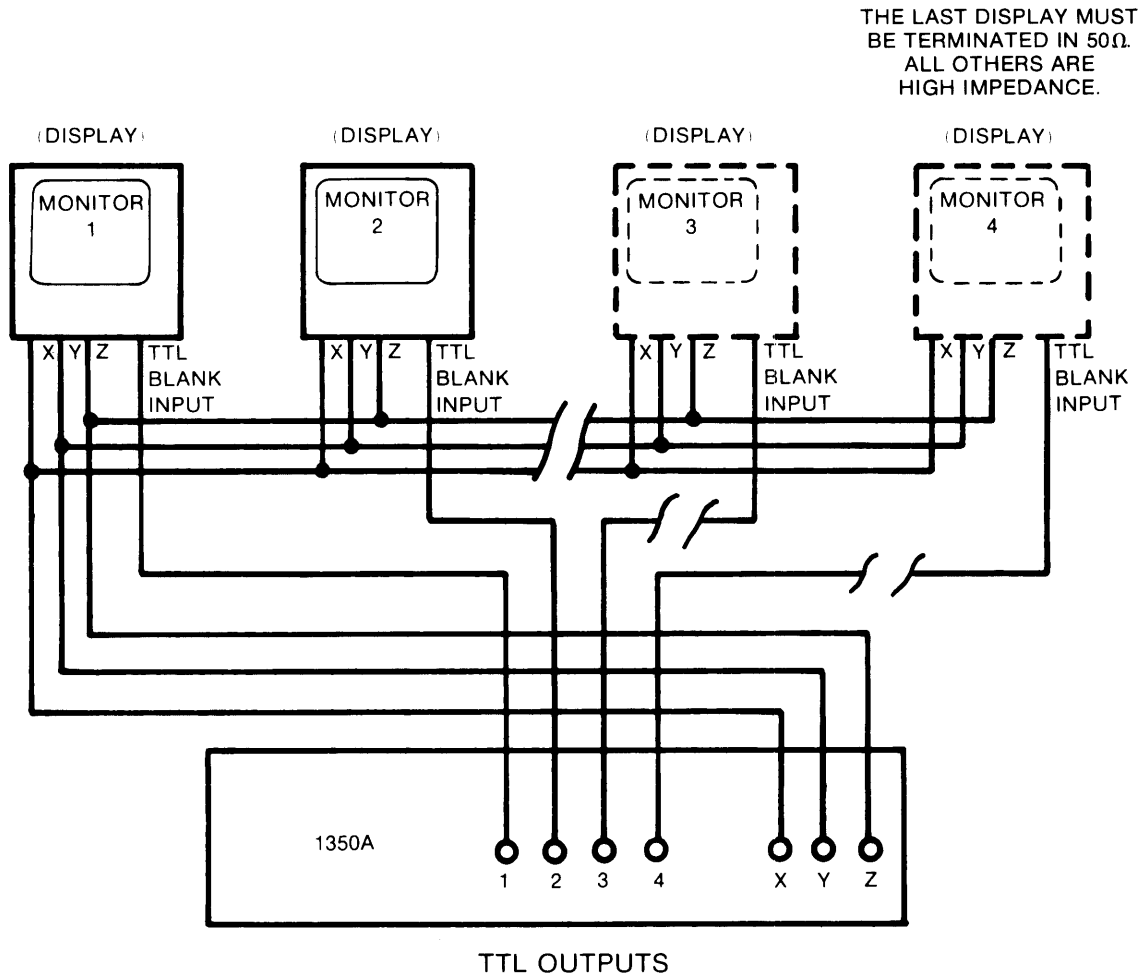 THE LAST DISPLAY MUST
BE TERMINATED IN 50Ω.
ALL OTHERS ARE
HIGH IMPEDANCE.
(DISPLAY)
(DISPLAY)
(DISPLAY)
(DISPLAY)
MONITOR
1
MONITOR
2
MONITOR
3
MONITOR
4
X Y Z
TTL
BLANK
INPUT
X Y Z
TTL
BLANK
INPUT
X Y Z
TTL
BLANK
INPUT
X Y Z
TTL
BLANK
INPUT
1350A
1 2 3 4 X Y Z
TTL OUTPUTS